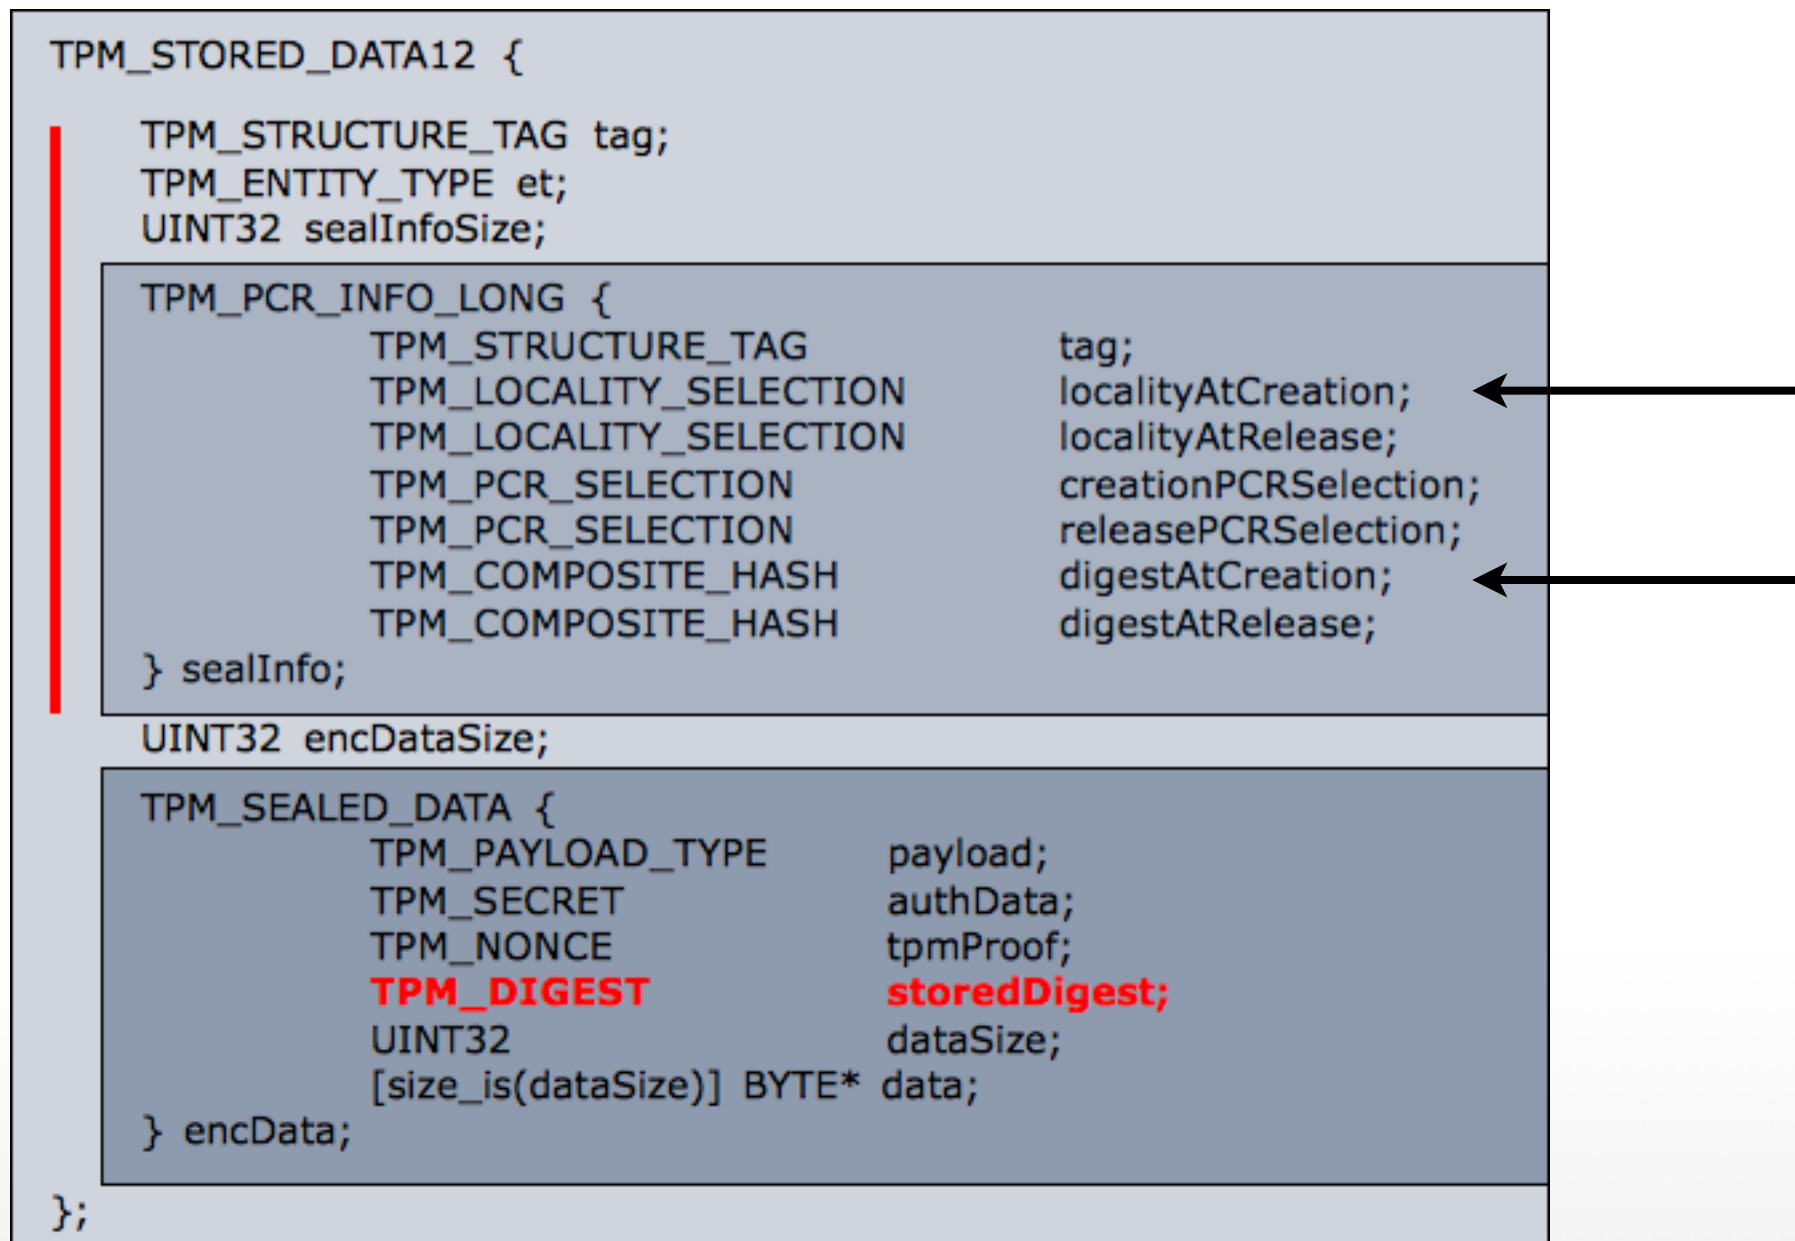 TPM_STORED_DATA12 {
TPM_STRUCTURE_TAG tag;
TPM_ENTITY_TYPE et;
UINT32 sealInfoSize;
TPM_PCR_INFO_LONG {
TPM_STRUCTURE_TAG tag;
TPM_LOCALITY_SELECTION localityAtCreation;
TPM_LOCALITY_SELECTION localityAtRelease;
TPM_PCR_SELECTION creationPCRSelection;
TPM_PCR_SELECTION releasePCRSelection;
TPM_COMPOSITE_HASH digestAtCreation;
TPM_COMPOSITE_HASH digestAtRelease;
} sealInfo;
UINT32 encDataSize;
TPM_SEALED_DATA {
TPM_PAYLOAD_TYPE payload;
TPM_SECRET authData;
TPM_NONCE tpmProof;
TPM_DIGEST storedDigest;
UINT32 dataSize;
[size_is(dataSize)] BYTE* data;
} encData;
};